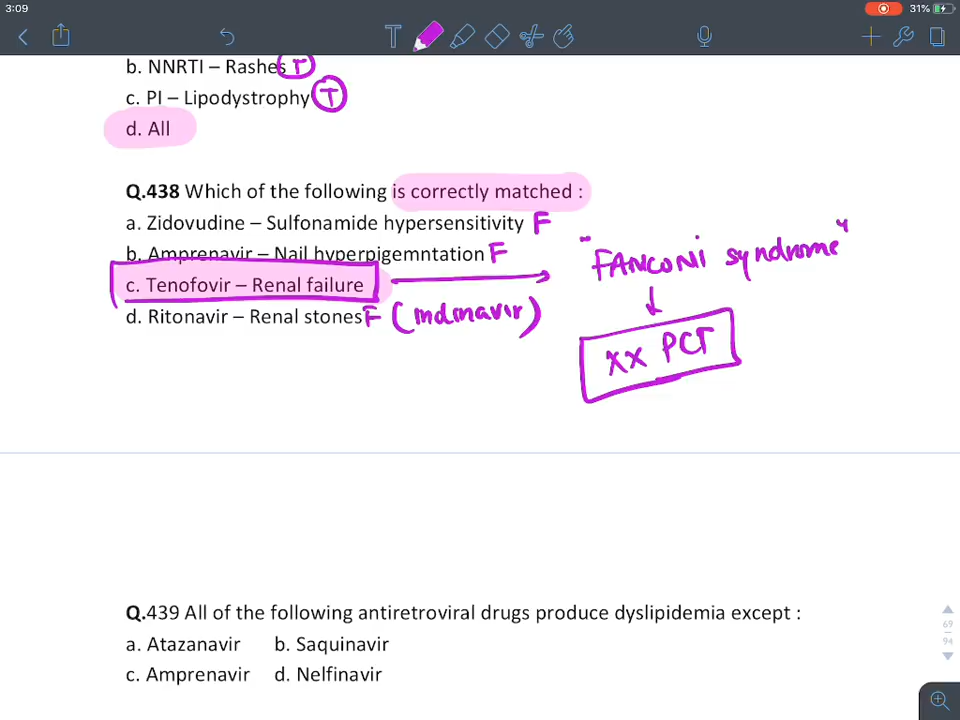 3:09
31%
T
b. NNRTI – Rashes T
c. PI – Lipodystrophy T
d. All
Q.438 Which of the following is correctly matched :
a. Zidovudine – Sulfonamide hypersensitivity F
b. Amprenavir – Nail hyperpigemntation F
c. Tenofovir – Renal failure
"FANCONi syndrome"
d. Ritonavir – Renal stones F (Indinavir)
xx PCT
Q.439 All of the following antiretroviral drugs produce dyslipidemia except :
a. Atazanavir b. Saquinavir
c. Amprenavir d. Nelfinavir
69
94